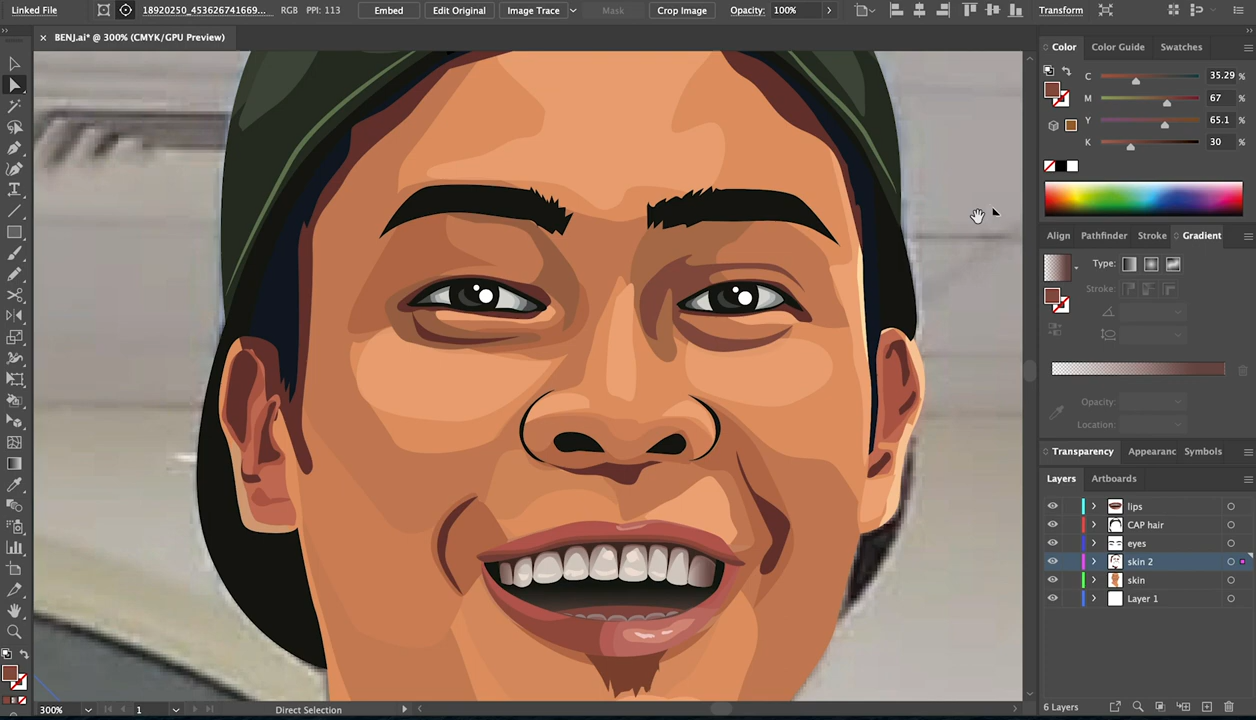 Linked File 18920250_453626741669... RGB PPI: 113 Embed Edit Original Image Trace Mask Crop Image Opacity: 100% Transform
× BENJ.ai* @ 300% (CMYK/GPU Preview)
Color Color Guide Swatches
C 35.29 %
M 67 %
Y 65.1 %
K 30 %
Align Pathfinder Stroke Gradient
Type:
Stroke:
Opacity:
Location:
Transparency Appearanc Symbols
Layers Artboards
lips
CAP hair
eyes
skin 2
skin
Layer 1
300% 1 Direct Selection 6 Layers